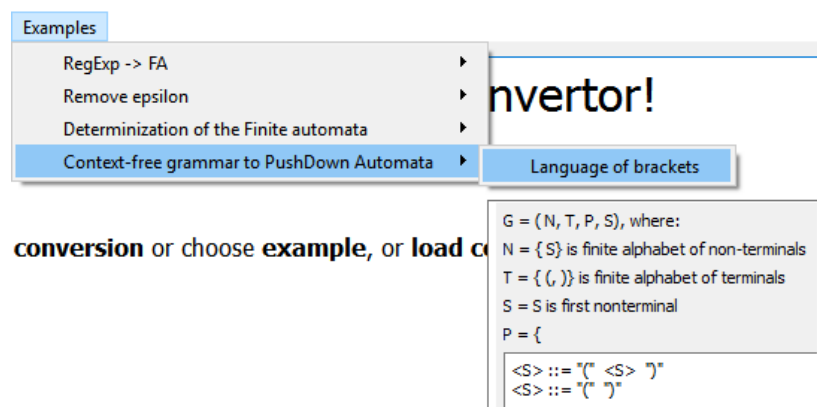 Examples
RegExp -> FA
Remove epsilon
Determinization of the Finite automata
Context-free grammar to PushDown Automata
Language of brackets
nvertor!
conversion or choose example, or load c
G = (N, T, P, S), where:
N = { S} is finite alphabet of non-terminals
T = { (, )} is finite alphabet of terminals
S = S is first nonterminal
P = {
<S> ::= "(" <S> ")"
<S> ::= "(" ")"